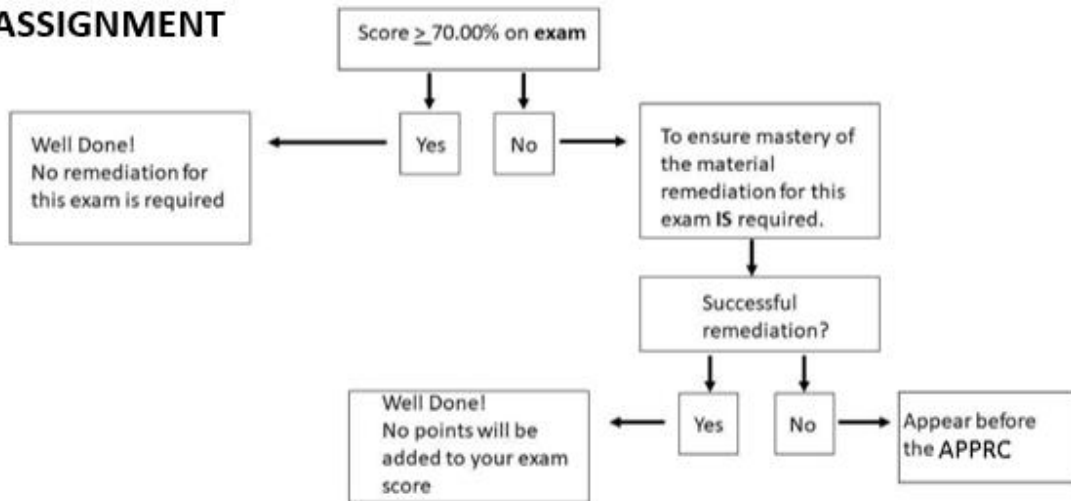 ASSIGNMENT
Score ≥ 70.00% on exam
Yes
No
Well Done!
No remediation for
this exam is required
To ensure mastery of
the material
remediation for this
exam IS required.
Successful
remediation?
Yes
No
Well Done!
No points will be
added to your exam
score
Appear before
the APPRC